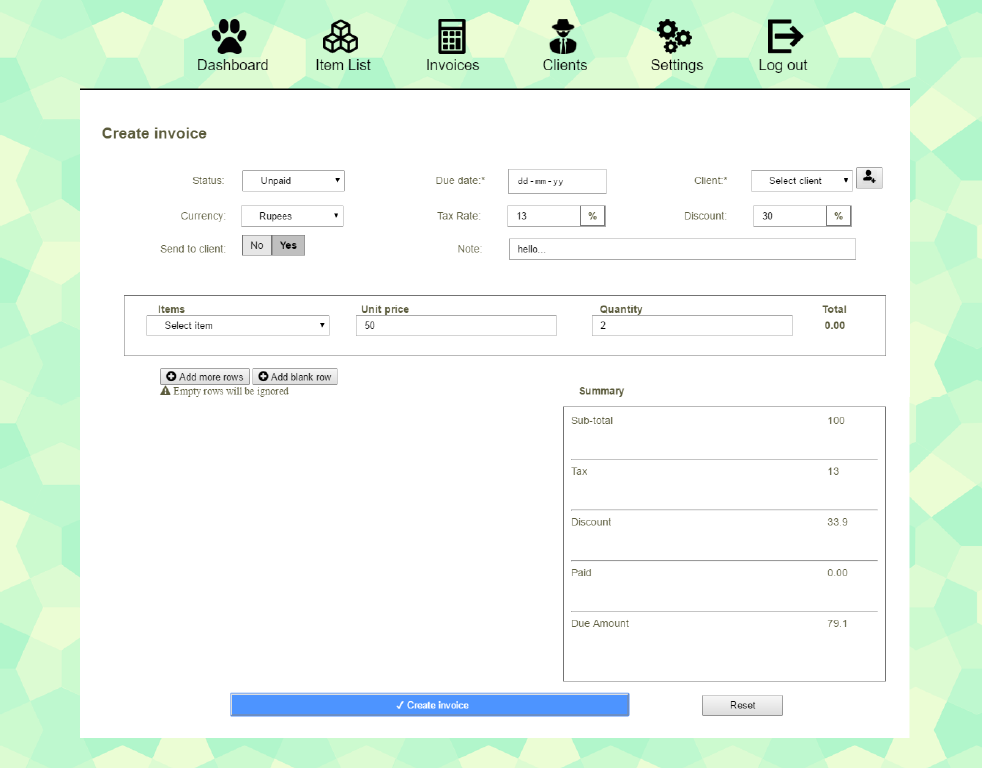 Dashboard Item List Invoices Clients Settings Log out
Create invoice
Status: Unpaid Due date:* dd-mm-yy Client:* Select client
Currency: Rupees Tax Rate: 13 % Discount: 30 %
Send to client: No Yes Note: hello...
Items Unit price Quantity Total
Select item 50 2 0.00
Add more rows Add blank row
Empty rows will be ignored
Summary
Sub-total 100
Tax 13
Discount 33.9
Paid 0.00
Due Amount 79.1
✓ Create invoice Reset